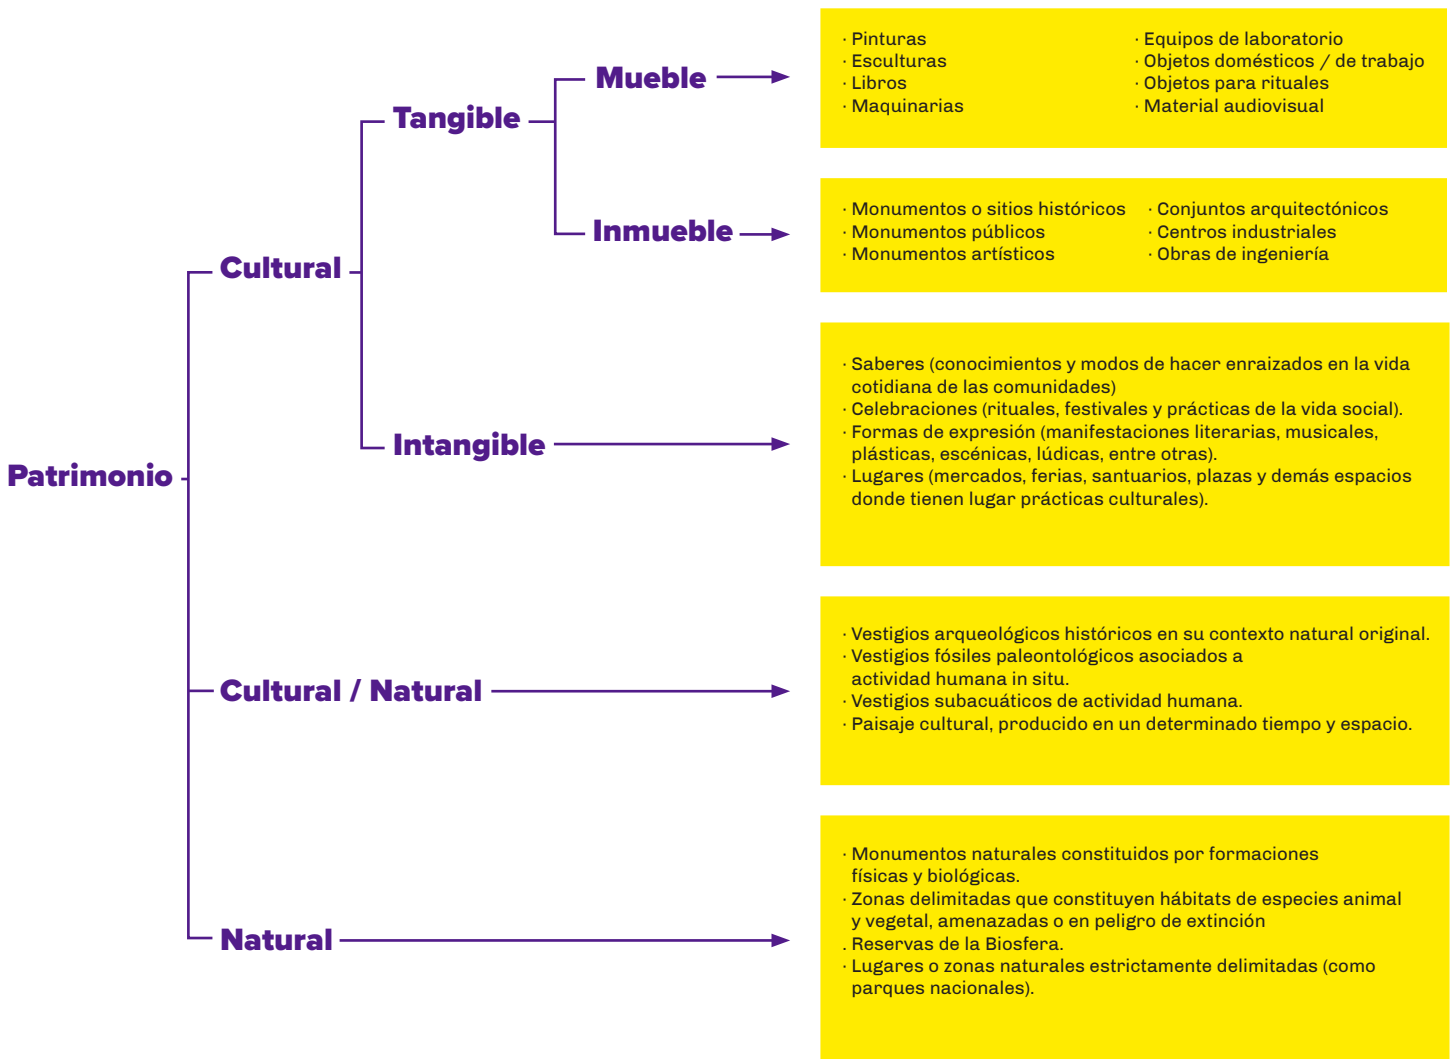 Patrimonio
Cultural
Tangible
Mueble
· Pinturas
· Esculturas
· Libros
· Maquinarias
· Equipos de laboratorio
· Objetos domésticos / de trabajo
· Objetos para rituales
· Material audiovisual
Inmueble
· Monumentos o sitios históricos
· Monumentos públicos
· Monumentos artísticos
· Conjuntos arquitectónicos
· Centros industriales
· Obras de ingeniería
Intangible
· Saberes (conocimientos y modos de hacer enraizados en la vida
cotidiana de las comunidades)
· Celebraciones (rituales, festivales y prácticas de la vida social).
· Formas de expresión (manifestaciones literarias, musicales,
plásticas, escénicas, lúdicas, entre otras).
· Lugares (mercados, ferias, santuarios, plazas y demás espacios
donde tienen lugar prácticas culturales).
Cultural / Natural
· Vestigios arqueológicos históricos en su contexto natural original.
· Vestigios fósiles paleontológicos asociados a
actividad humana in situ.
· Vestigios subacuáticos de actividad humana.
· Paisaje cultural, producido en un determinado tiempo y espacio.
Natural
· Monumentos naturales constituidos por formaciones
físicas y biológicas.
· Zonas delimitadas que constituyen hábitats de especies animal
y vegetal, amenazadas o en peligro de extinción
. Reservas de la Biosfera.
· Lugares o zonas naturales estrictamente delimitadas (como
parques nacionales).